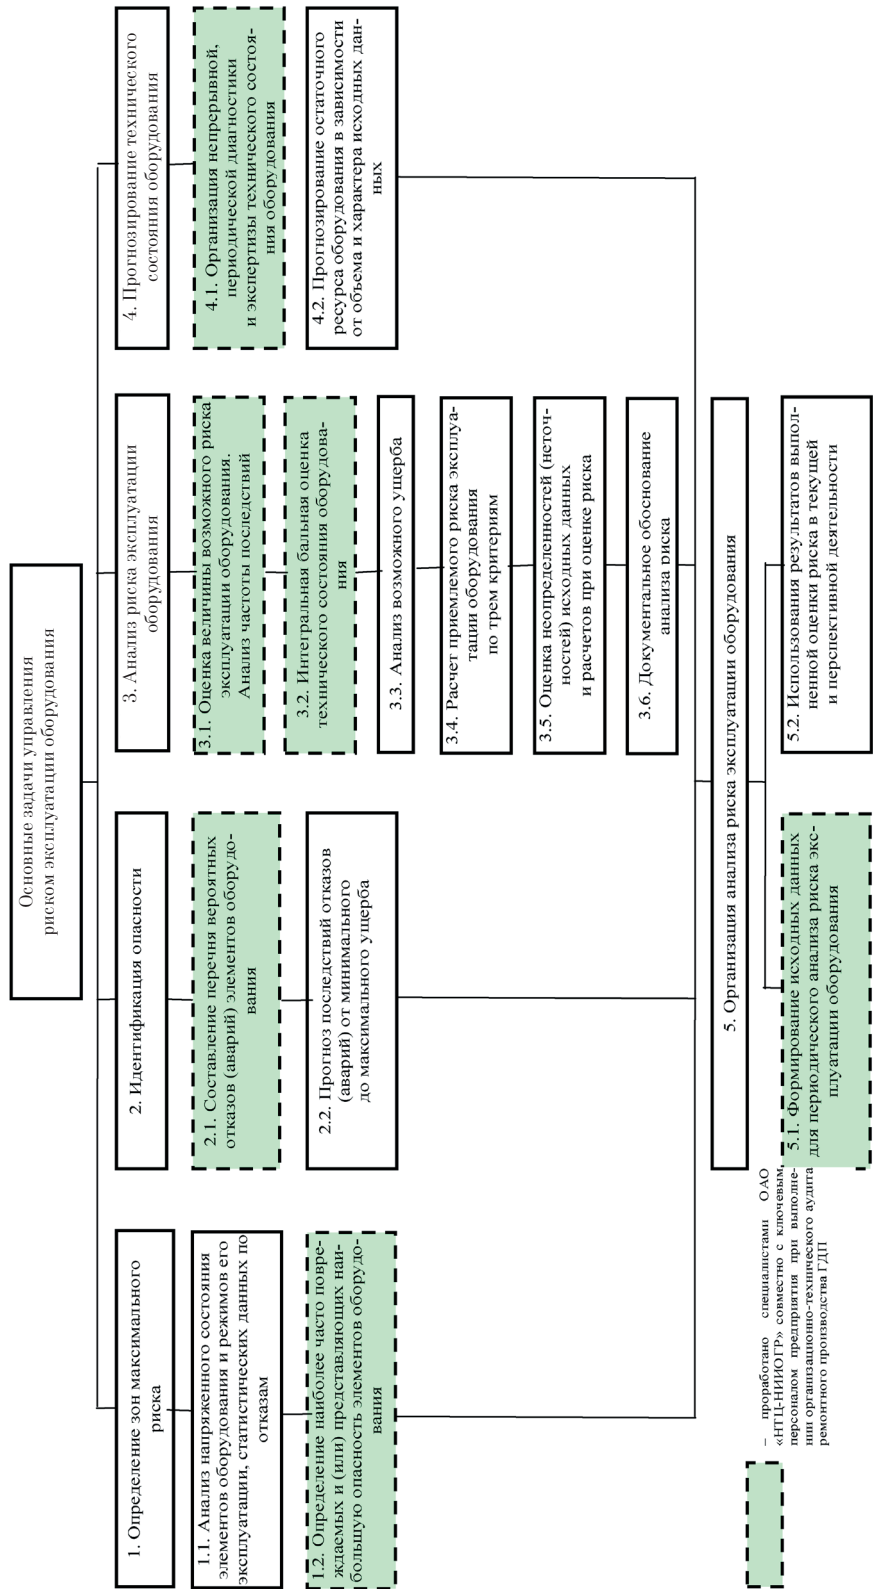 Основные задачи управления
риском эксплуатации оборудования
1. Определение зон максимального
риска
1.1. Анализ напряженного состояния
элементов оборудования и режимов его
эксплуатации, статистических данных по
отказам
1.2. Определение наиболее часто повре-
ждаемых и (или) представляющих наи-
большую опасность элементов оборудо-
вания
2. Идентификация опасности
2.1. Составление перечня вероятных
отказов (аварий) элементов оборудо-
вания
2.2. Прогноз последствий отказов
(аварий) от минимального
до максимального ущерба
3. Анализ риска эксплуатации
оборудования
3.1. Оценка величины возможного риска
эксплуатации оборудования.
Анализ частоты последствий
3.2. Интегральная бальная оценка
технического состояния оборудова-
ния
3.3. Анализ возможного ущерба
3.4. Расчет приемлемого риска эксплуа-
тации оборудования
по трем критериям
3.5. Оценка неопределенностей (неточ-
ностей) исходных данных
и расчетов при оценке риска
3.6. Документальное обоснование
анализа риска
4. Прогнозирование технического
состояния оборудования
4.1. Организация непрерывной,
периодической диагностики
и экспертизы технического состоя-
ния оборудования
4.2. Прогнозирование остаточного
ресурса оборудования в зависимости
от объема и характера исходных дан-
ных
5. Организация анализа риска эксплуатации оборудования
5.1. Формирование исходных данных
для периодического анализа риска экс-
плуатации оборудования
5.2. Использования результатов выпол-
ненной оценки риска в текущей
и перспективной деятельности
– проработано специалистами ОАО
«НТЦ-НИИОГР» совместно с ключевым
персоналом предприятия при выполне-
нии организационно-технического аудита
ремонтного производства ГДП